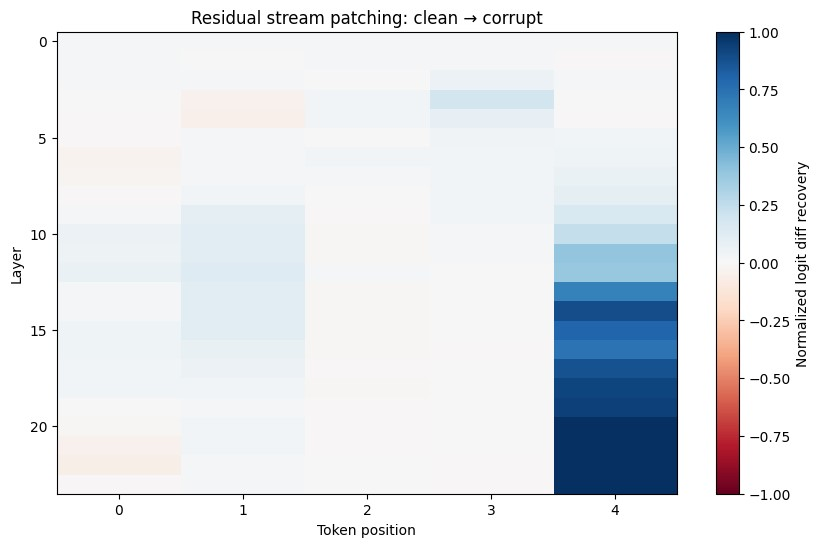 Residual stream patching: clean → corrupt
0
5
10
15
20
Layer
0 1 2 3 4
Token position
1.00
0.75
0.50
0.25
0.00
−0.25
−0.50
−0.75
−1.00
Normalized logit diff recovery